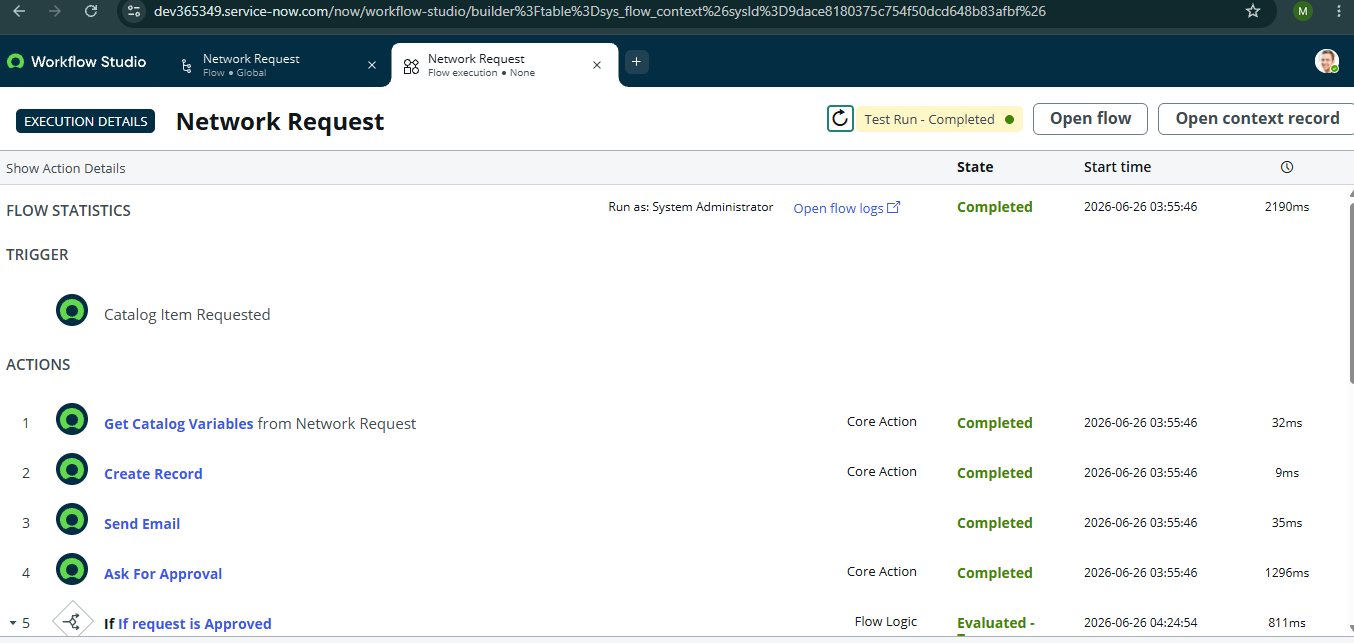 dev365349.service-now.com/now/workflow-studio/builder%3Ftable%3Dsys_flow_context%26sysId%3D9dace8180375c754f50dcd648b83afbf%26
M
Workflow Studio
Network Request
Flow • Global
Network Request
Flow execution • None
EXECUTION DETAILS
Network Request
Test Run - Completed
Open flow
Open context record
Show Action Details
State
Start time
FLOW STATISTICS
Run as: System Administrator
Open flow logs
Completed
2026-06-26 03:55:46
2190ms
TRIGGER
Catalog Item Requested
ACTIONS
1 Get Catalog Variables from Network Request Core Action Completed 2026-06-26 03:55:46 32ms
2 Create Record Core Action Completed 2026-06-26 03:55:46 9ms
3 Send Email Completed 2026-06-26 03:55:46 35ms
4 Ask For Approval Core Action Completed 2026-06-26 03:55:46 1296ms
5 If If request is Approved Flow Logic Evaluated - 2026-06-26 04:24:54 811ms